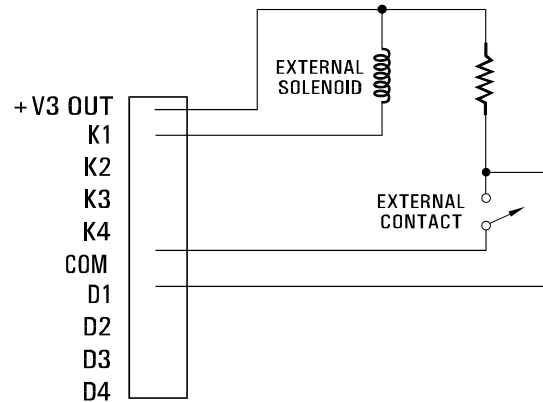 EXTERNAL
SOLENOID
+V3 OUT
K1
K2
K3
K4
COM
D1
D2
D3
D4
EXTERNAL
CONTACT